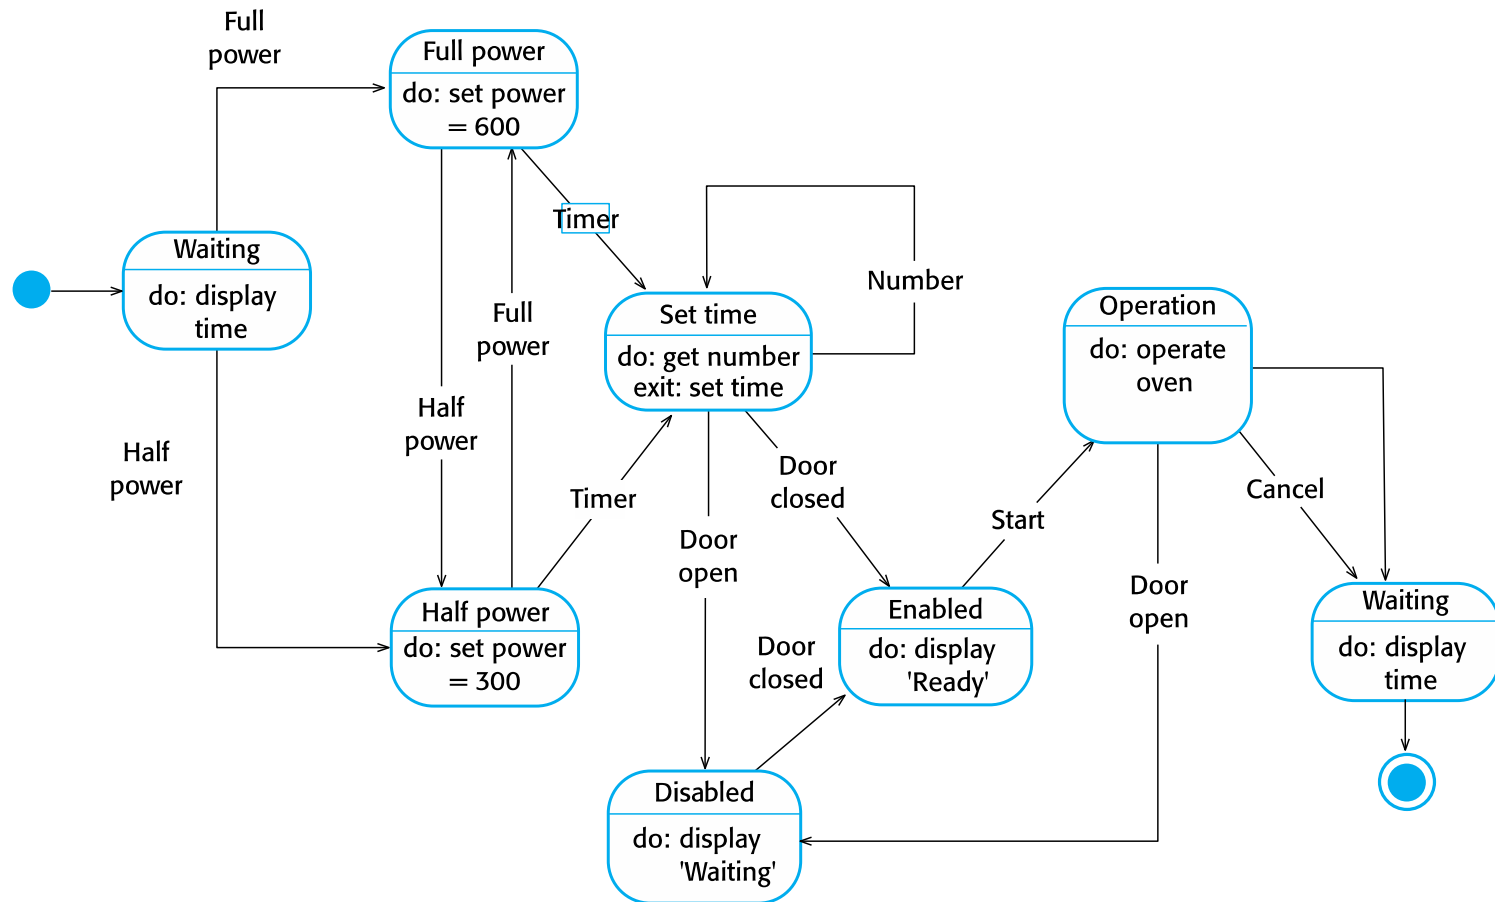 Full
power
Full power
do: set power
= 600
Timer
Waiting
do: display
time
Number
Full
power
Set time
do: get number
exit: set time
Operation
do: operate
oven
Half
power
Half
power
Timer
Door
closed
Cancel
Start
Door
open
Door
open
Half power
do: set power
= 300
Enabled
do: display
'Ready'
Door
closed
Waiting
do: display
time
Disabled
do: display
'Waiting'